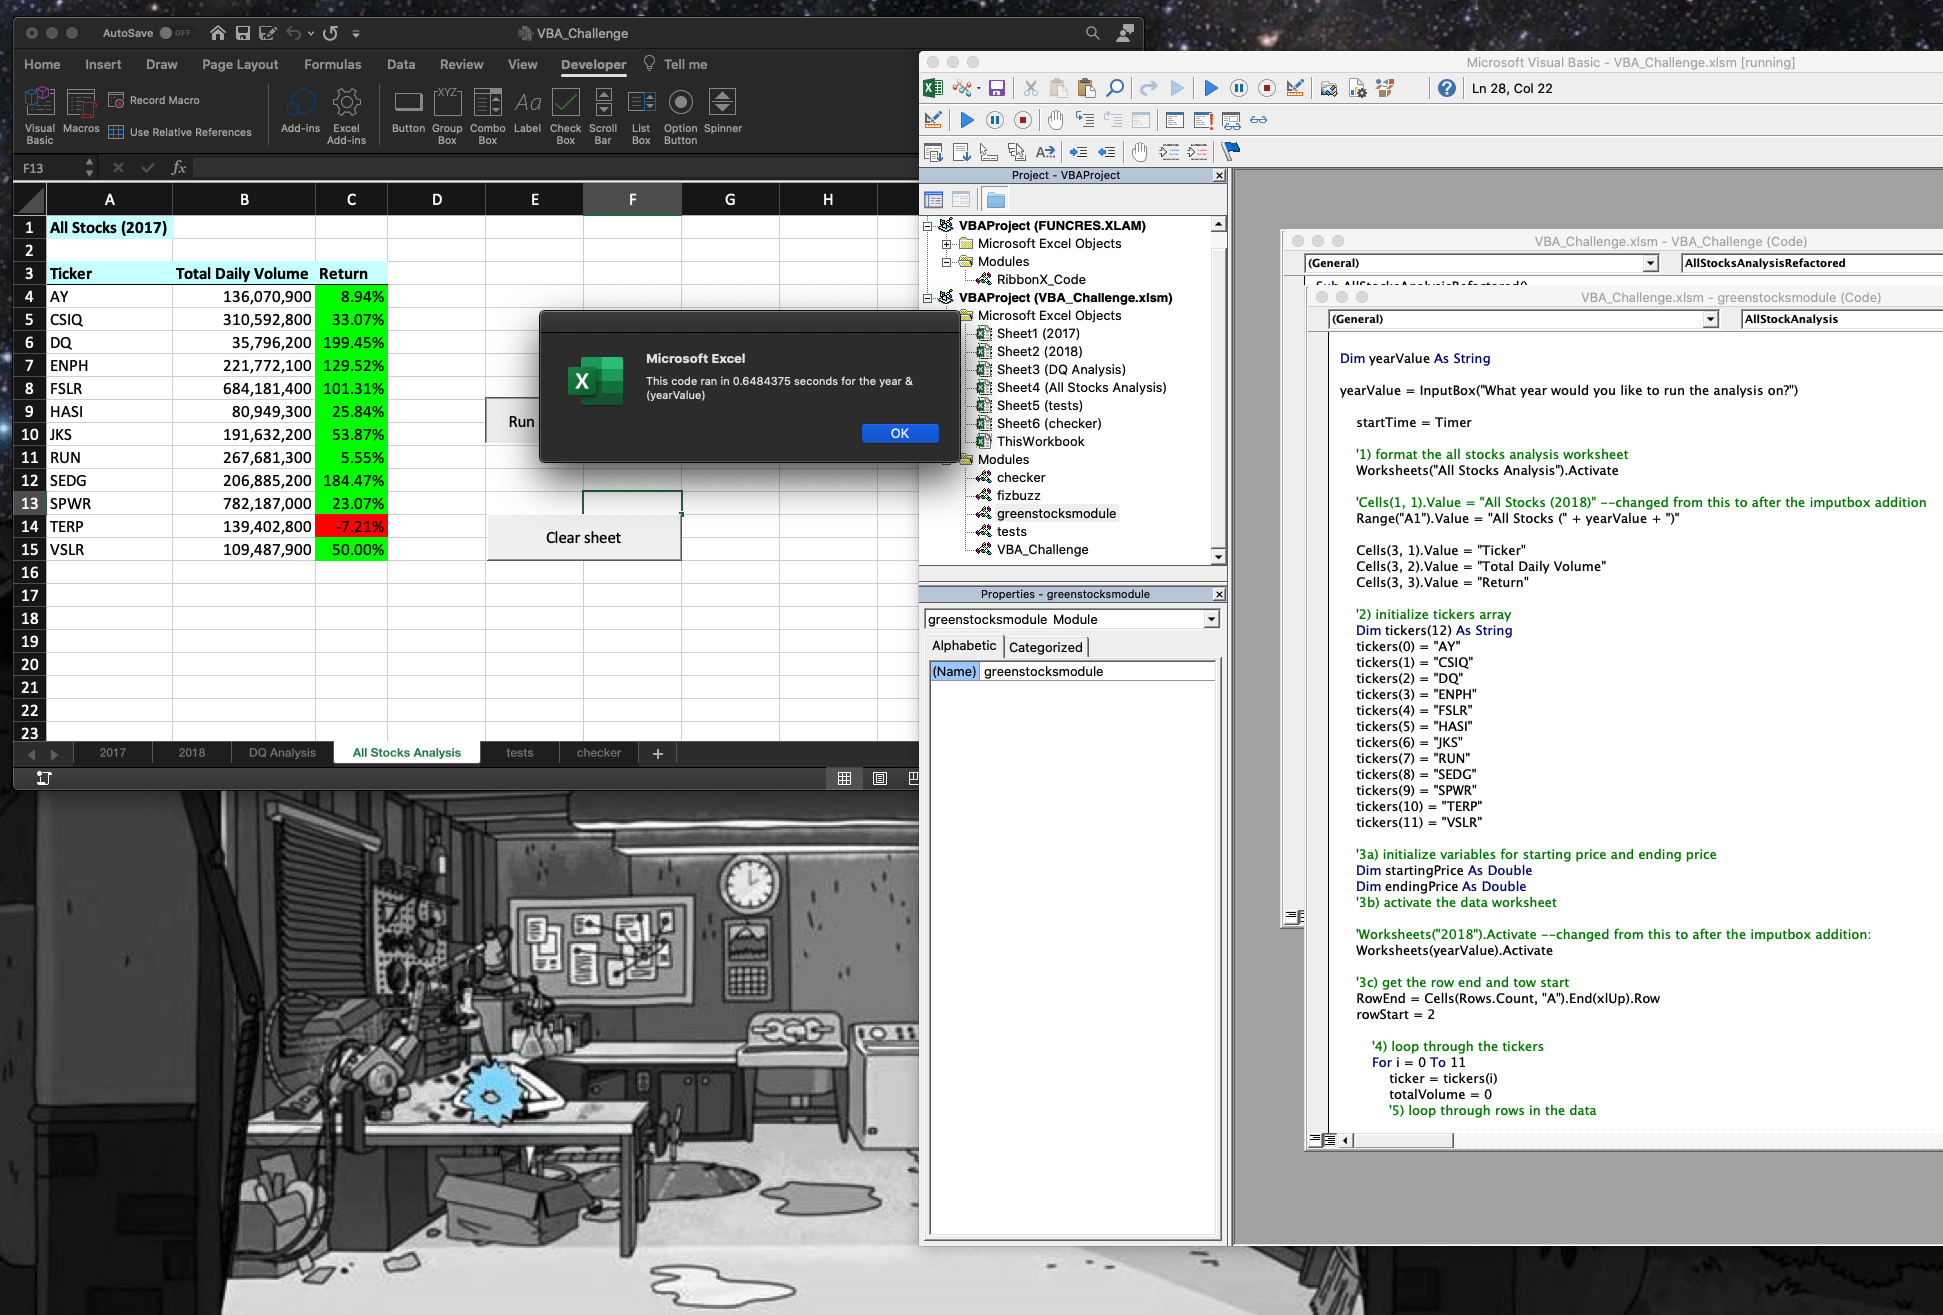 AutoSave OFF
VBA_Challenge
Home Insert Draw Page Layout Formulas Data Review View Developer Tell me
Visual Basic
Macros
Record Macro
Use Relative References
Add-ins
Excel Add-ins
Button
XYZ
Group Box
Combo Box
Aa
Label
Check Box
Scroll Bar
List Box
Option Button
Spinner
F13
fx
A B C D E F G H
1 All Stocks (2017)
2
3 Ticker Total Daily Volume Return
4 AY 136,070,900 8.94%
5 CSIQ 310,592,800 33.07%
6 DQ 35,796,200 199.45%
7 ENPH 221,772,100 129.52%
8 FSLR 684,181,400 101.31%
9 HASI 80,949,300 25.84%
10 JKS 191,632,200 53.87%
11 RUN 267,681,300 5.55%
12 SEDG 206,885,200 184.47%
13 SPWR 782,187,000 23.07%
14 TERP 139,402,800 -7.21%
15 VSLR 109,487,900 50.00%
16
17
18
19
20
21
22
23
Run
Clear sheet
Microsoft Excel
This code ran in 0.6484375 seconds for the year &
(yearValue)
OK
2017 2018 DQ Analysis All Stocks Analysis tests checker +
Microsoft Visual Basic - VBA_Challenge.xlsm [running]
Ln 28, Col 22
Project - VBAProject
VBAProject (FUNCRES.XLAM)
Microsoft Excel Objects
Modules
RibbonX_Code
VBAProject (VBA_Challenge.xlsm)
Microsoft Excel Objects
Sheet1 (2017)
Sheet2 (2018)
Sheet3 (DQ Analysis)
Sheet4 (All Stocks Analysis)
Sheet5 (tests)
Sheet6 (checker)
ThisWorkbook
Modules
checker
fizbuzz
greenstocksmodule
tests
VBA_Challenge
Properties - greenstocksmodule
greenstocksmodule Module
Alphabetic Categorized
(Name) greenstocksmodule
VBA_Challenge.xlsm - VBA_Challenge (Code)
(General) AllStocksAnalysisRefactored
Sub AllStocksAnalysisRefactored()
VBA_Challenge.xlsm - greenstocksmodule (Code)
(General) AllStockAnalysis
Dim yearValue As String
yearValue = InputBox("What year would you like to run the analysis on?")
startTime = Timer
'1) format the all stocks analysis worksheet
Worksheets("All Stocks Analysis").Activate
'Cells(1, 1).Value = "All Stocks (2018)" --changed from this to after the imputbox addition
Range("A1").Value = "All Stocks (" + yearValue + ")"
Cells(3, 1).Value = "Ticker"
Cells(3, 2).Value = "Total Daily Volume"
Cells(3, 3).Value = "Return"
'2) initialize tickers array
Dim tickers(12) As String
tickers(0) = "AY"
tickers(1) = "CSIQ"
tickers(2) = "DQ"
tickers(3) = "ENPH"
tickers(4) = "FSLR"
tickers(5) = "HASI"
tickers(6) = "JKS"
tickers(7) = "RUN"
tickers(8) = "SEDG"
tickers(9) = "SPWR"
tickers(10) = "TERP"
tickers(11) = "VSLR"
'3a) initialize variables for starting price and ending price
Dim startingPrice As Double
Dim endingPrice As Double
'3b) activate the data worksheet
'Worksheets("2018").Activate --changed from this to after the imputbox addition:
Worksheets(yearValue).Activate
'3c) get the row end and tow start
RowEnd = Cells(Rows.Count, "A").End(xlUp).Row
rowStart = 2
'4) loop through the tickers
For i = 0 To 11
ticker = tickers(i)
totalVolume = 0
'5) loop through rows in the data